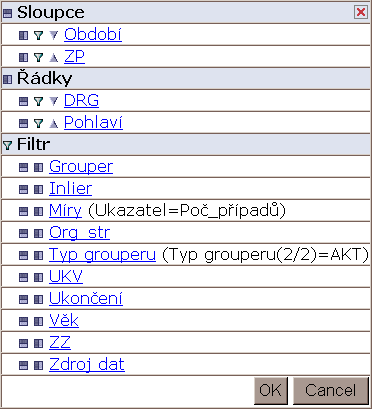 Sloupce
Období
ZP
Řádky
DRG
Pohlaví
Filtr
Grouper
Inlier
Míry (Ukazatel=Poč_případů)
Org_str
Typ grouperu (Typ grouperu(2/2)=AKT)
UKV
Ukončení
Věk
ZZ
Zdroj dat
OK Cancel